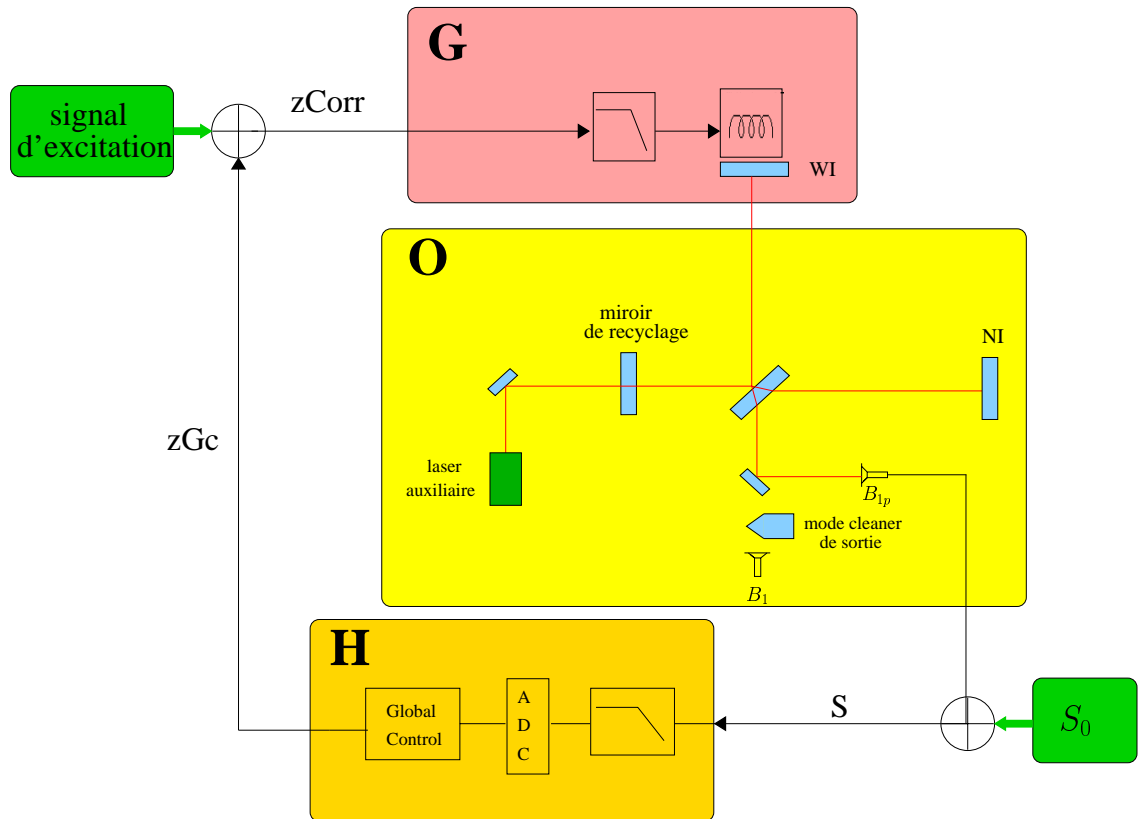 G
signal
d'excitation
zCorr
WI
O
miroir
de recyclage
NI
zGc
laser
auxiliaire
B1p
mode cleaner
de sortie
B1
H
Global
Control
A
D
C
S
S0